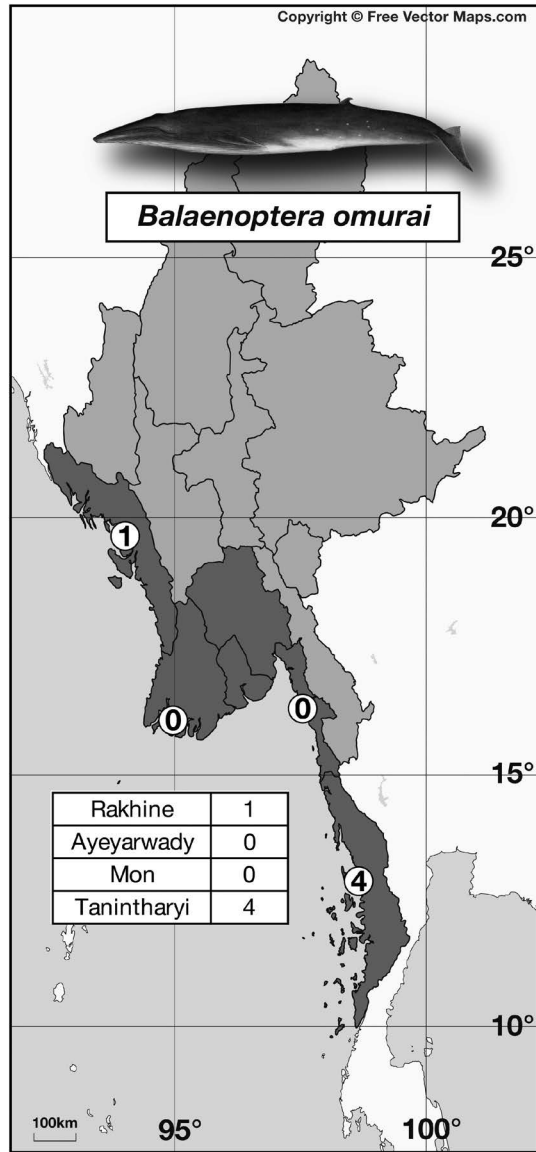 Copyright © Free Vector Maps.com
Balaenoptera omurai
25°
20°
1
0
0
15°
Rakhine 1
Ayeyarwady 0
Mon 0
Tanintharyi 4
4
10°
100km
95°
100°